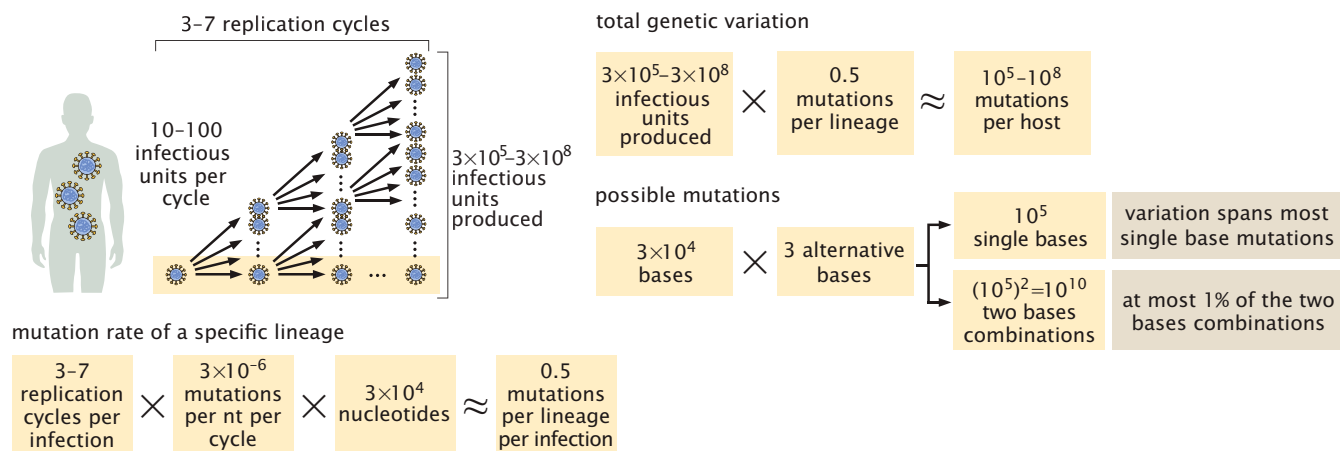 3–7 replication cycles
10–100
infectious
units per
cycle
3×10⁵–3×10⁸
infectious
units
produced
mutation rate of a specific lineage
3–7
replication
cycles per
infection
×
3×10⁻⁶
mutations
per nt per
cycle
×
3×10⁴
nucleotides
≈
0.5
mutations
per lineage
per infection
total genetic variation
3×10⁵–3×10⁸
infectious
units
produced
×
0.5
mutations
per lineage
≈
10⁵–10⁸
mutations
per host
possible mutations
3×10⁴
bases
×
3 alternative
bases
10⁵
single bases
variation spans most
single base mutations
(10⁵)²=10¹⁰
two bases
combinations
at most 1% of the two
bases combinations